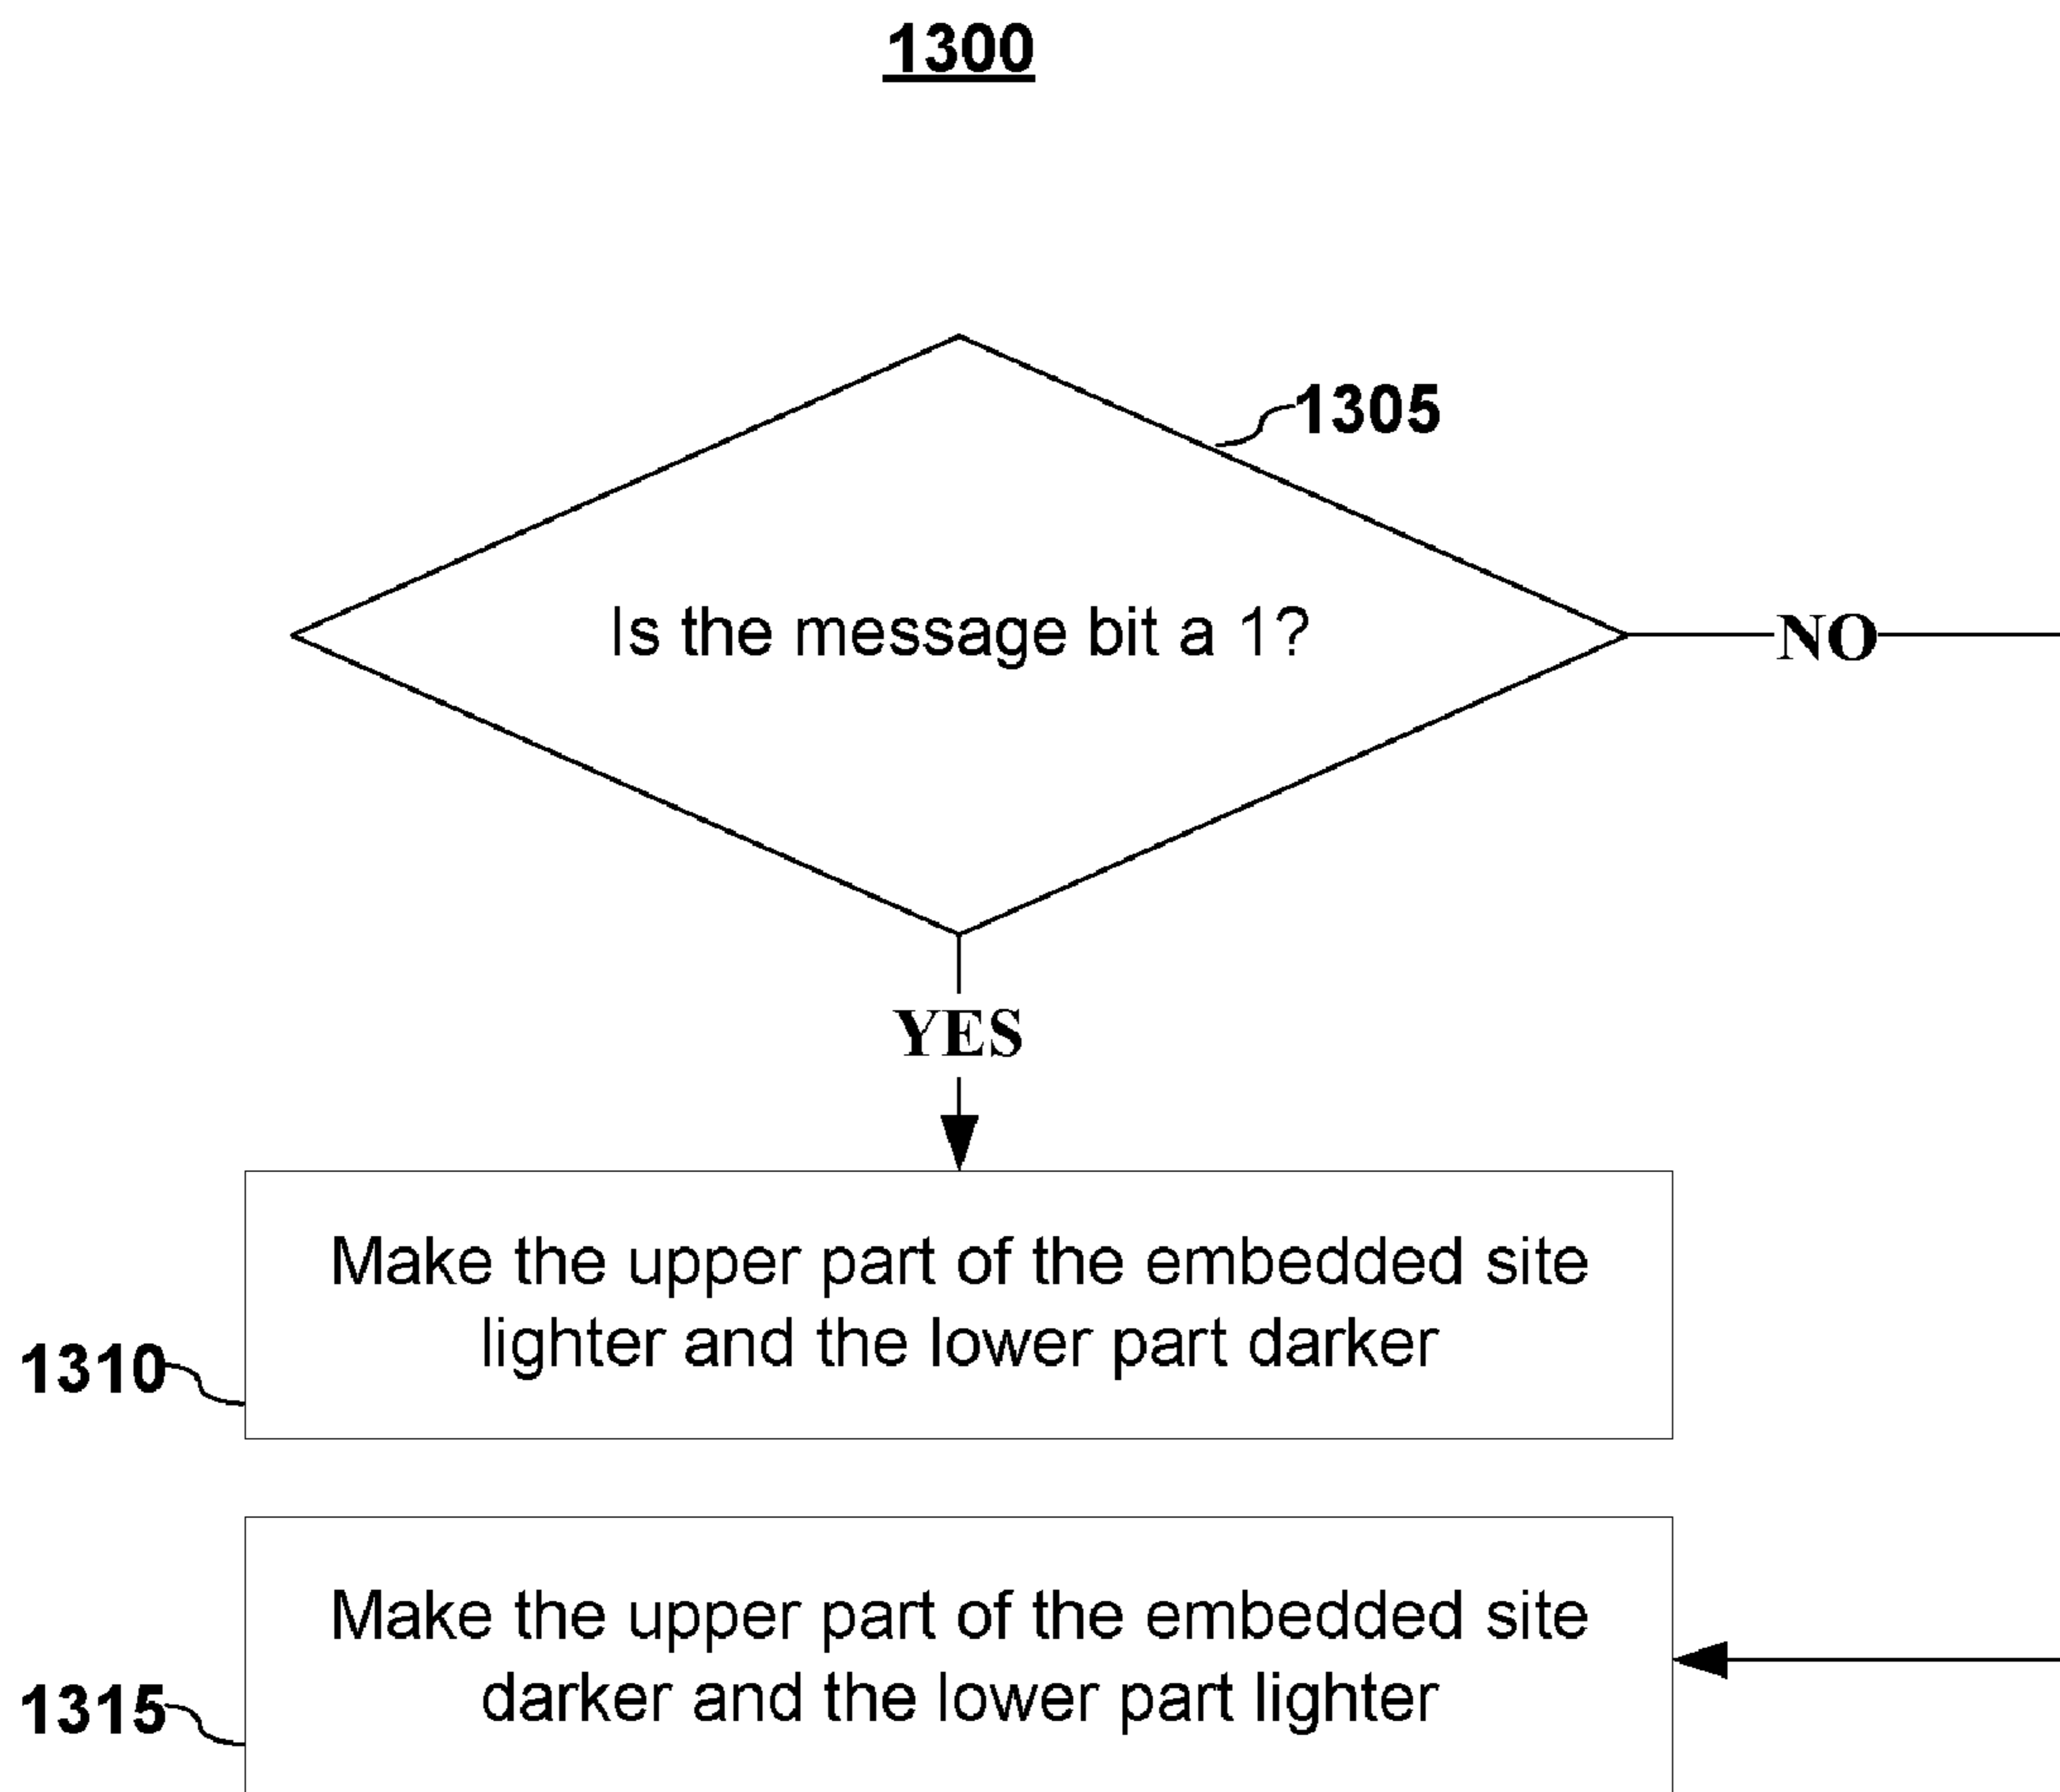 1300
1305
Is the message bit a 1?
NO
YES
Make the upper part of the embedded site
lighter and the lower part darker
1310
Make the upper part of the embedded site
darker and the lower part lighter
1315